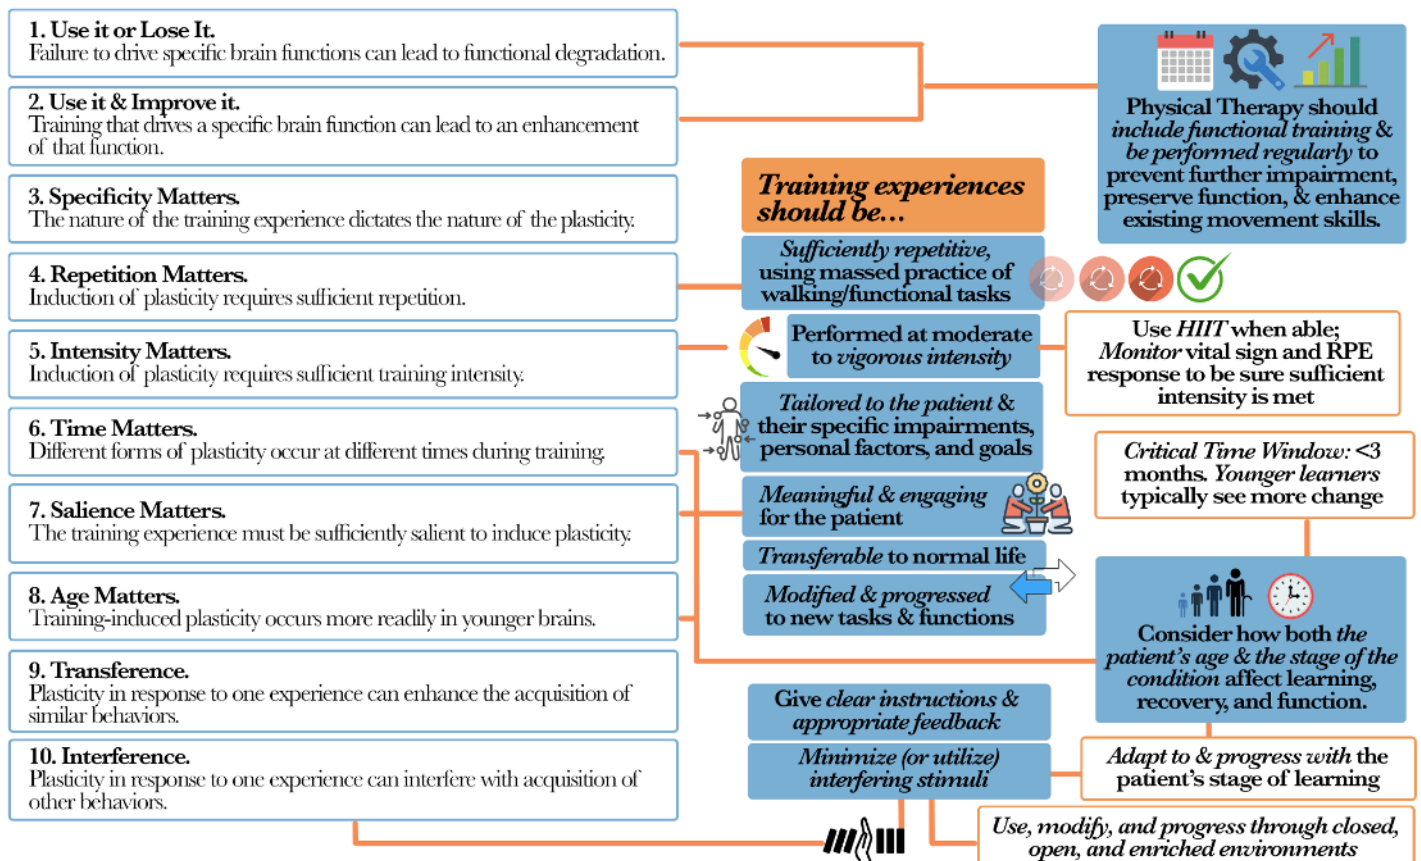 1. Use it or Lose It.
Failure to drive specific brain functions can lead to functional degradation.
2. Use it & Improve it.
Training that drives a specific brain function can lead to an enhancement
of that function.
3. Specificity Matters.
The nature of the training experience dictates the nature of the plasticity.
4. Repetition Matters.
Induction of plasticity requires sufficient repetition.
5. Intensity Matters.
Induction of plasticity requires sufficient training intensity.
6. Time Matters.
Different forms of plasticity occur at different times during training.
7. Salience Matters.
The training experience must be sufficiently salient to induce plasticity.
8. Age Matters.
Training-induced plasticity occurs more readily in younger brains.
9. Transference.
Plasticity in response to one experience can enhance the acquisition of
similar behaviors.
10. Interference.
Plasticity in response to one experience can interfere with acquisition of
other behaviors.
Training experiences
should be...
Sufficiently repetitive,
using massed practice of
walking/functional tasks
Performed at moderate
to vigorous intensity
Tailored to the patient &
their specific impairments,
personal factors, and goals
Meaningful & engaging
for the patient
Transferable to normal life
Modified & progressed
to new tasks & functions
Give clear instructions &
appropriate feedback
Minimize (or utilize)
interfering stimuli
Physical Therapy should
include functional training &
be performed regularly to
prevent further impairment,
preserve function, & enhance
existing movement skills.
Use HIIT when able;
Monitor vital sign and RPE
response to be sure sufficient
intensity is met
Critical Time Window: <3
months. Younger learners
typically see more change
Consider how both the
patient's age & the stage of the
condition affect learning,
recovery, and function.
Adapt to & progress with the
patient's stage of learning
Use, modify, and progress through closed,
open, and enriched environments